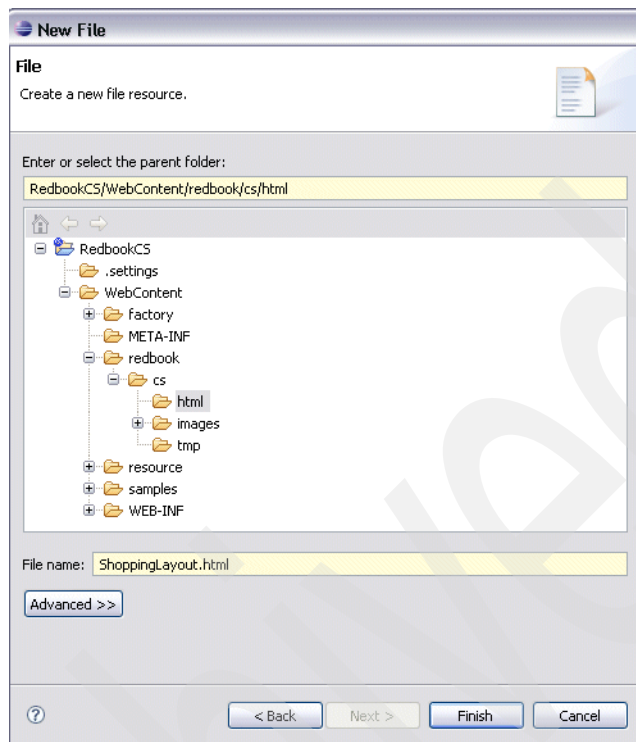 New File
File
Create a new file resource.
Enter or select the parent folder:
RedbookCS/WebContent/redbook/cs/html
RedbookCS
.settings
WebContent
factory
META-INF
redbook
cs
html
images
tmp
resource
samples
WEB-INF
File name: ShoppingLayout.html
Advanced >>
< Back Next > Finish Cancel